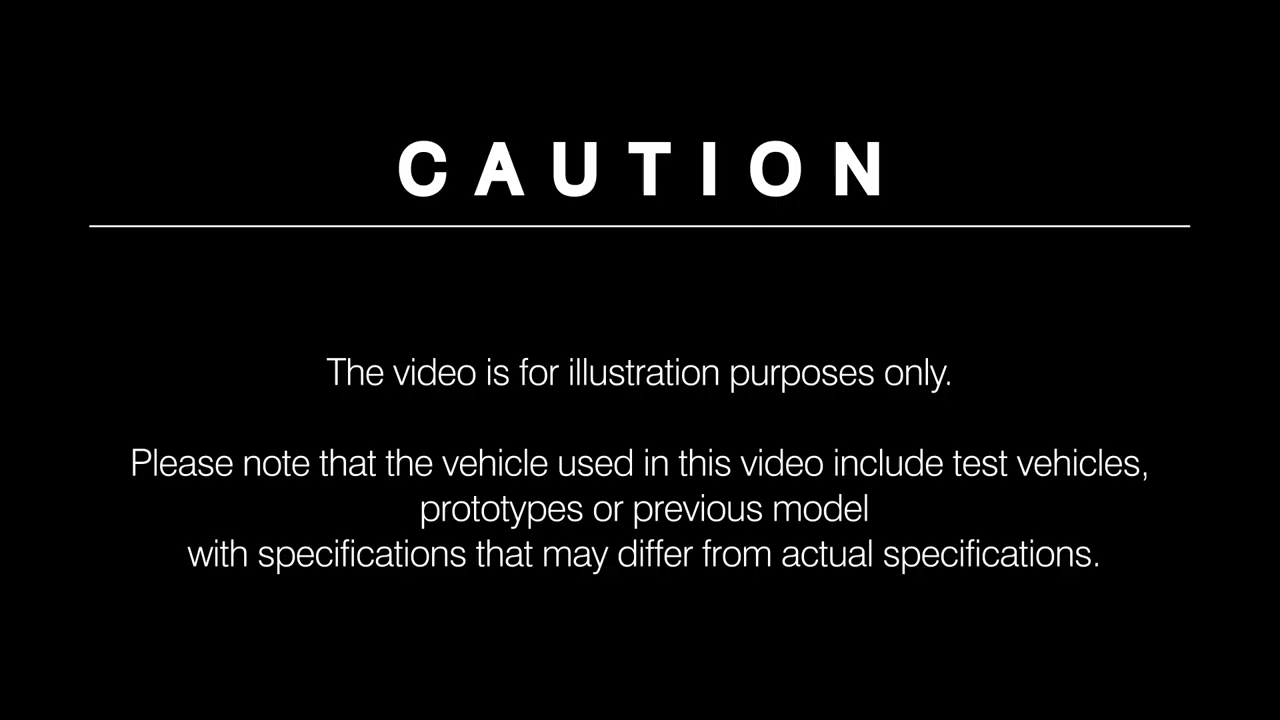 CAUTION
The video is for illustration purposes only.
Please note that the vehicle used in this video include test vehicles,
prototypes or previous model
with specifications that may differ from actual specifications.